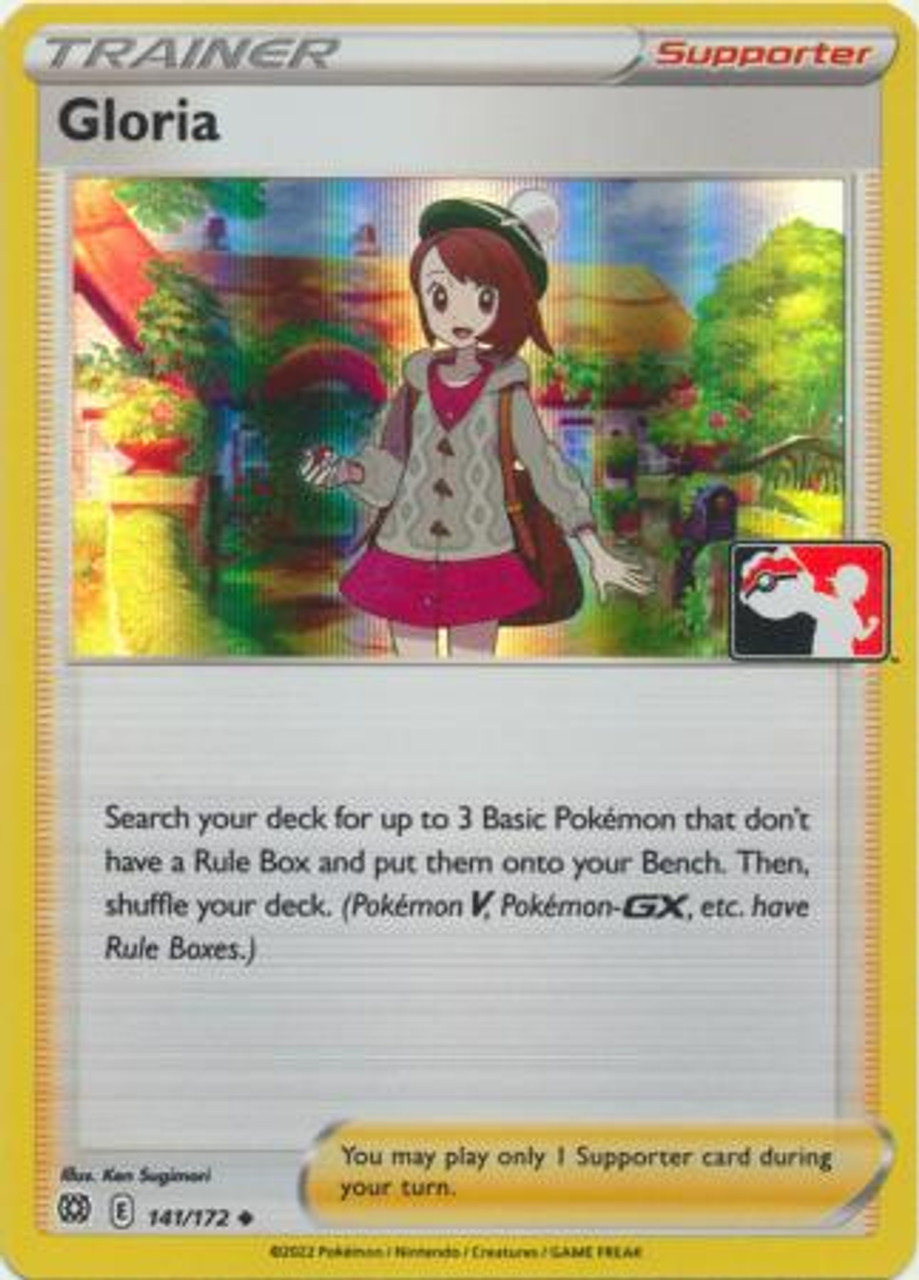 TRAINER
Supporter
Gloria
Search your deck for up to 3 Basic Pokémon that don't
have a Rule Box and put them onto your Bench. Then,
shuffle your deck. (Pokémon V, Pokémon-GX, etc. have
Rule Boxes.)
Illus. Ken Sugimori
You may play only 1 Supporter card during
your turn.
E 141/172
©2022 Pokémon / Nintendo / Creatures / GAME FREAK